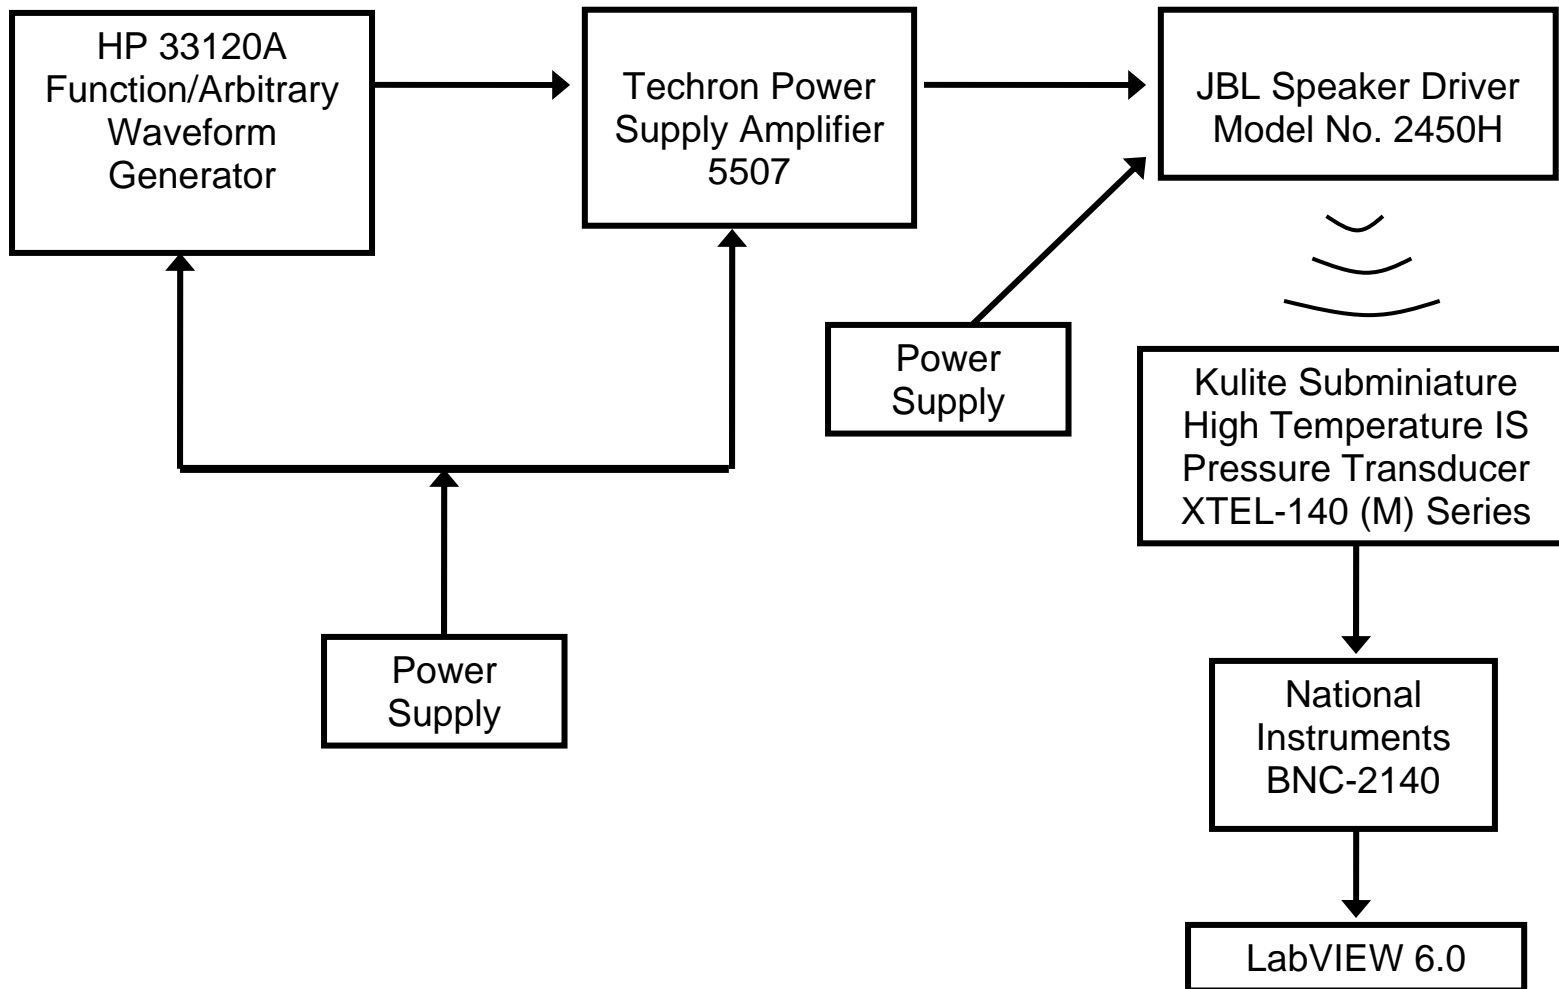 HP 33120A
Function/Arbitrary
Waveform
Generator
Techron Power
Supply Amplifier
5507
JBL Speaker Driver
Model No. 2450H
Power
Supply
Kulite Subminiature
High Temperature IS
Pressure Transducer
XTEL-140 (M) Series
Power
Supply
National
Instruments
BNC-2140
LabVIEW 6.0